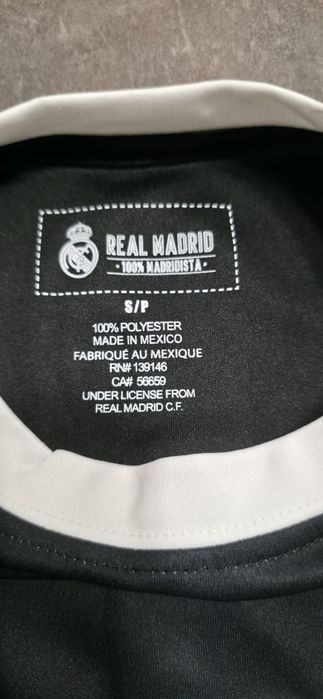 REAL MADRID
· 100% MADRIDISTA ·
S/P
100% POLYESTER
MADE IN MEXICO
FABRIQUÉ AU MEXIQUE
RN# 139146
CA# 56659
UNDER LICENSE FROM
REAL MADRID C.F.